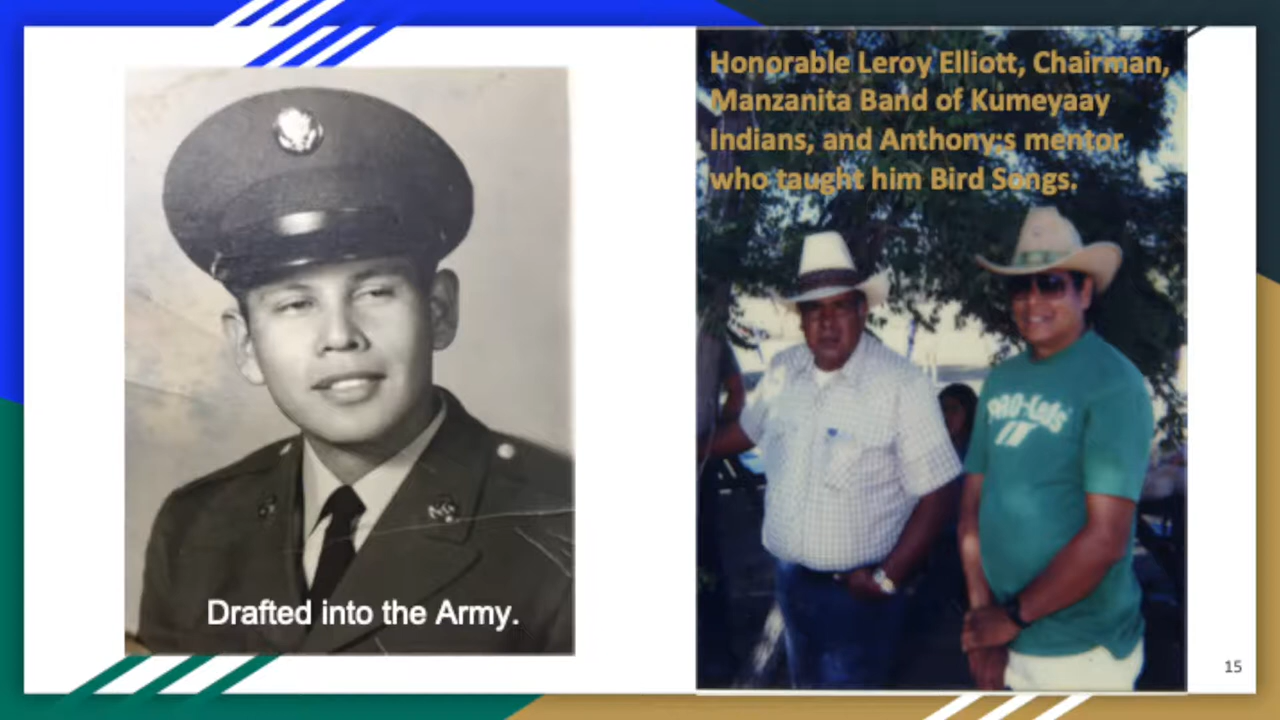 Honorable Leroy Elliott, Chairman,
Manzanita Band of Kumeyaay
Indians, and Anthony;s mentor
who taught him Bird Songs.
PRO-Keds
Drafted into the Army.
15